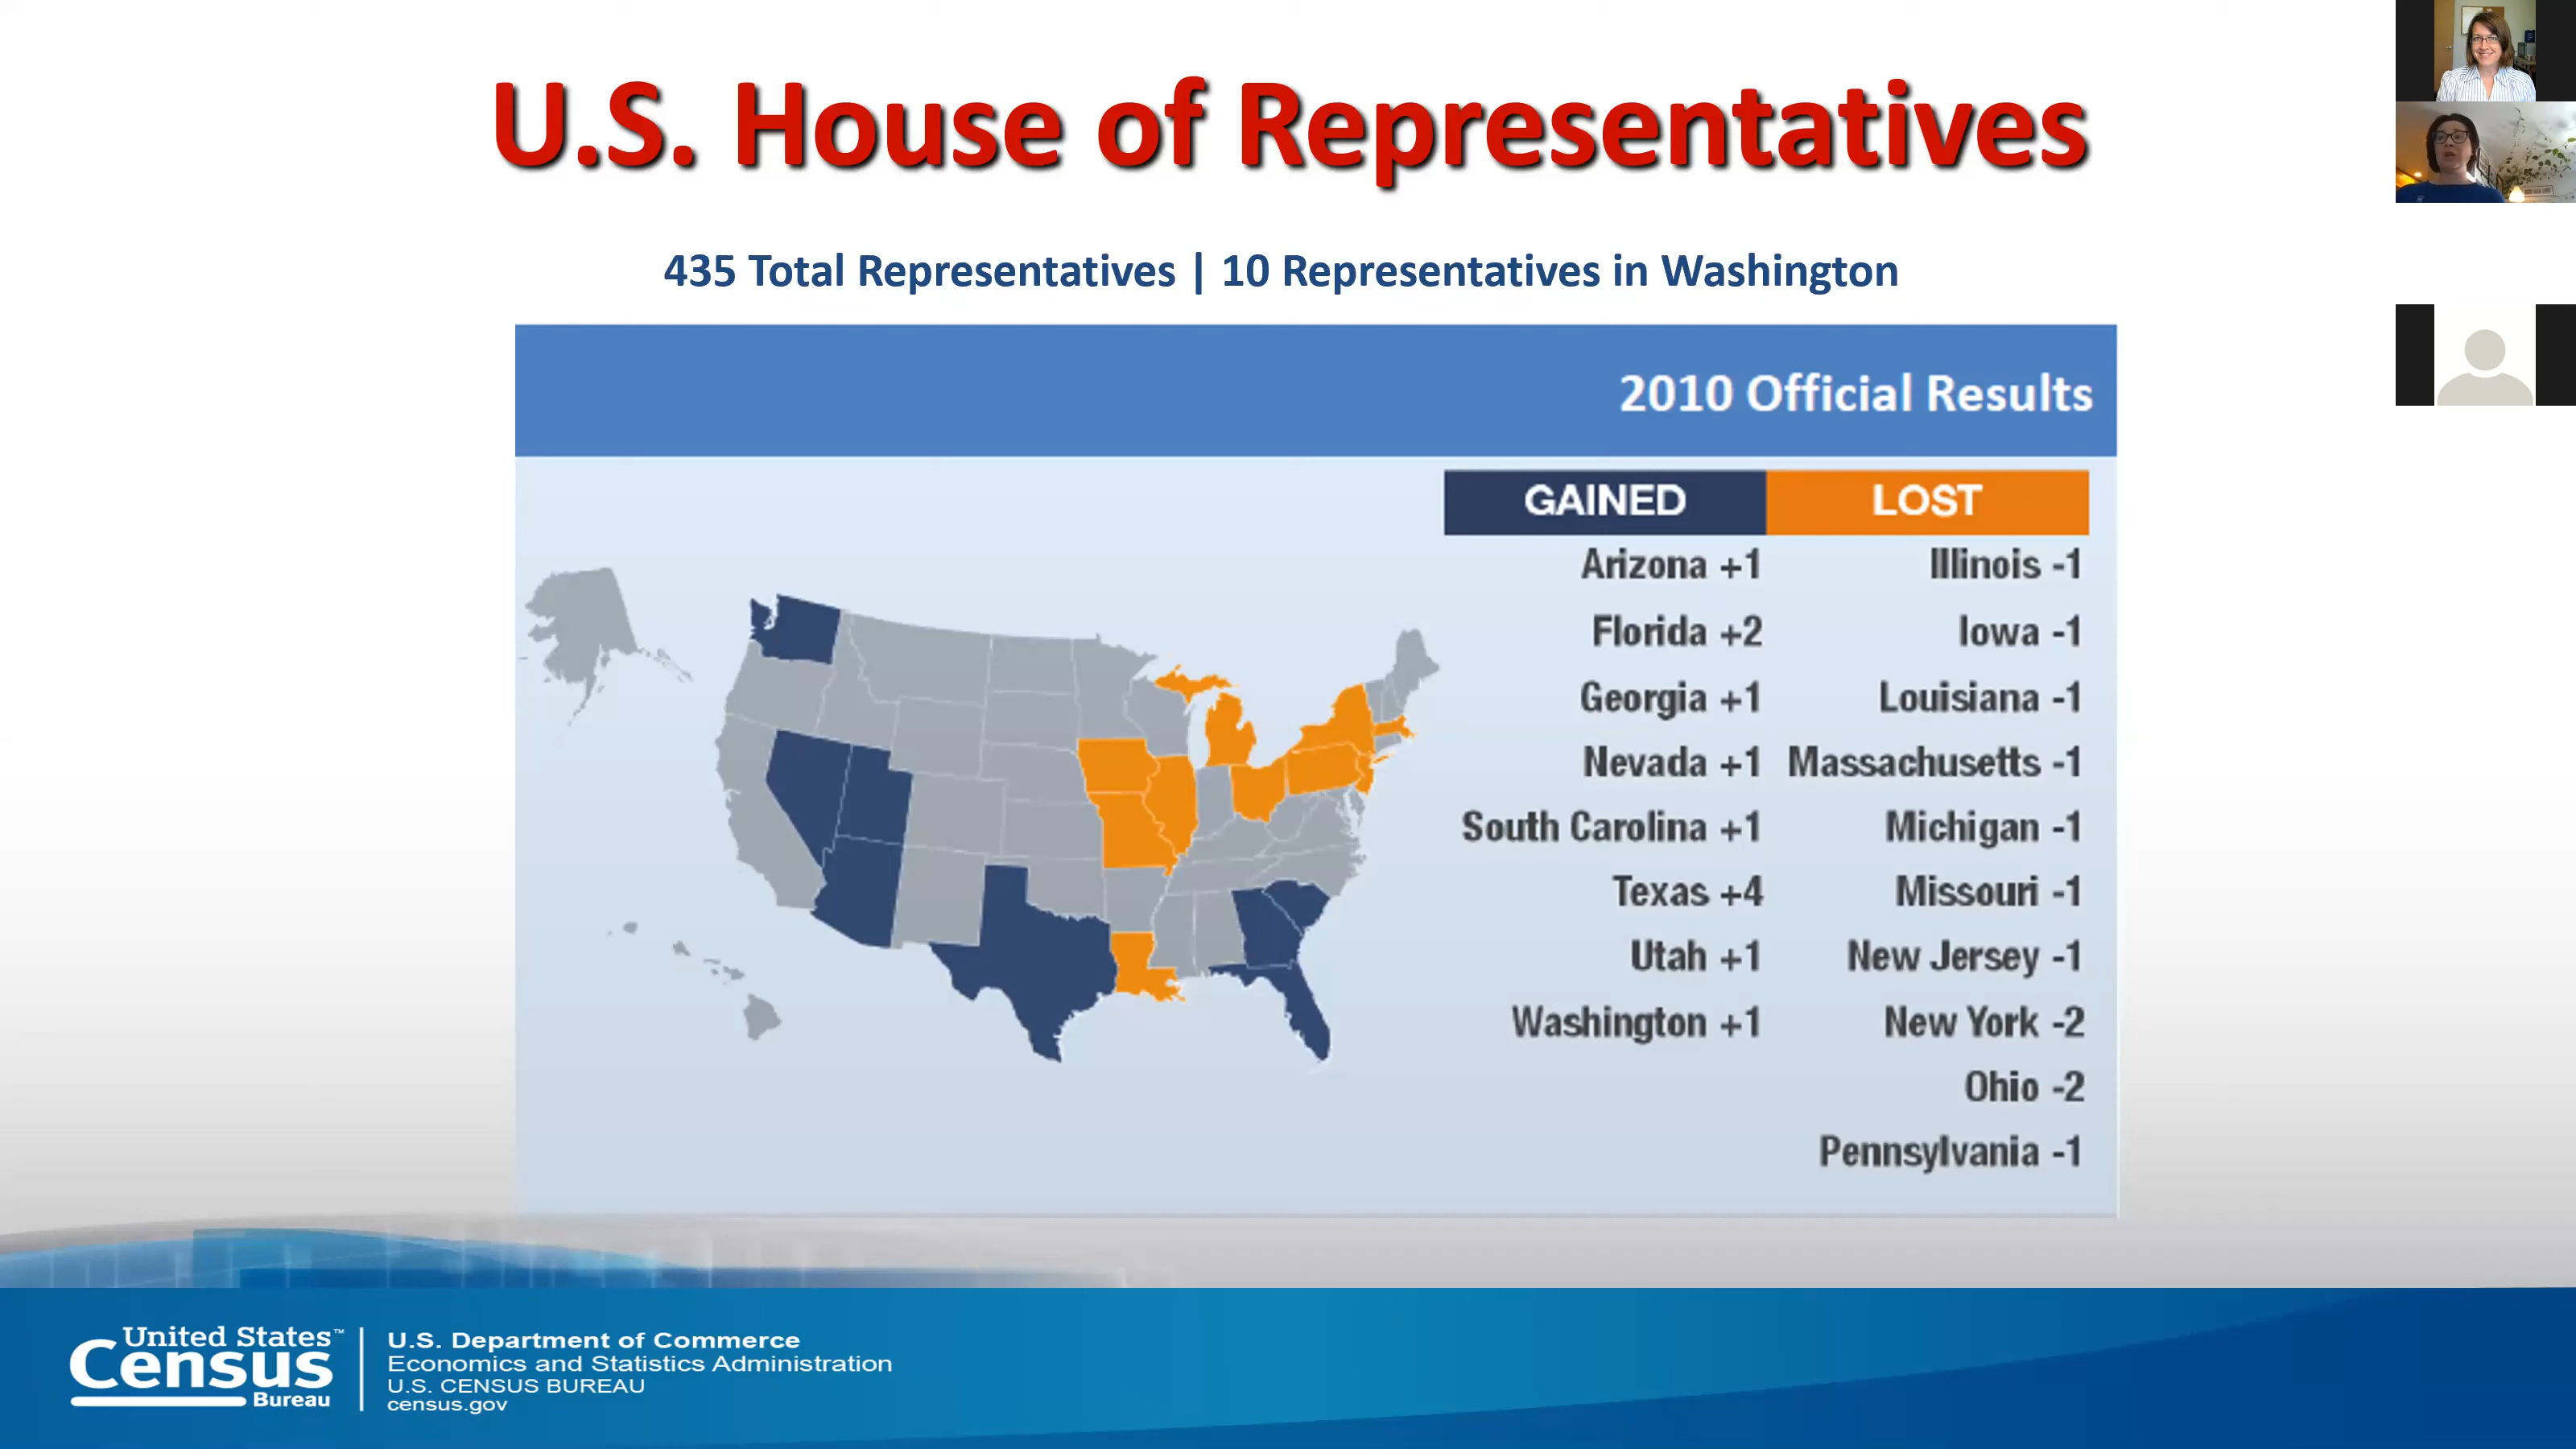 U.S. House of Representatives
435 Total Representatives | 10 Representatives in Washington
2010 Official Results
GAINED LOST
Arizona +1 Illinois -1
Florida +2 Iowa -1
Georgia +1 Louisiana -1
Nevada +1 Massachusetts -1
South Carolina +1 Michigan -1
Texas +4 Missouri -1
Utah +1 New Jersey -1
Washington +1 New York -2
Ohio -2
Pennsylvania -1
United States™
Census
Bureau
U.S. Department of Commerce
Economics and Statistics Administration
U.S. CENSUS BUREAU
census.gov